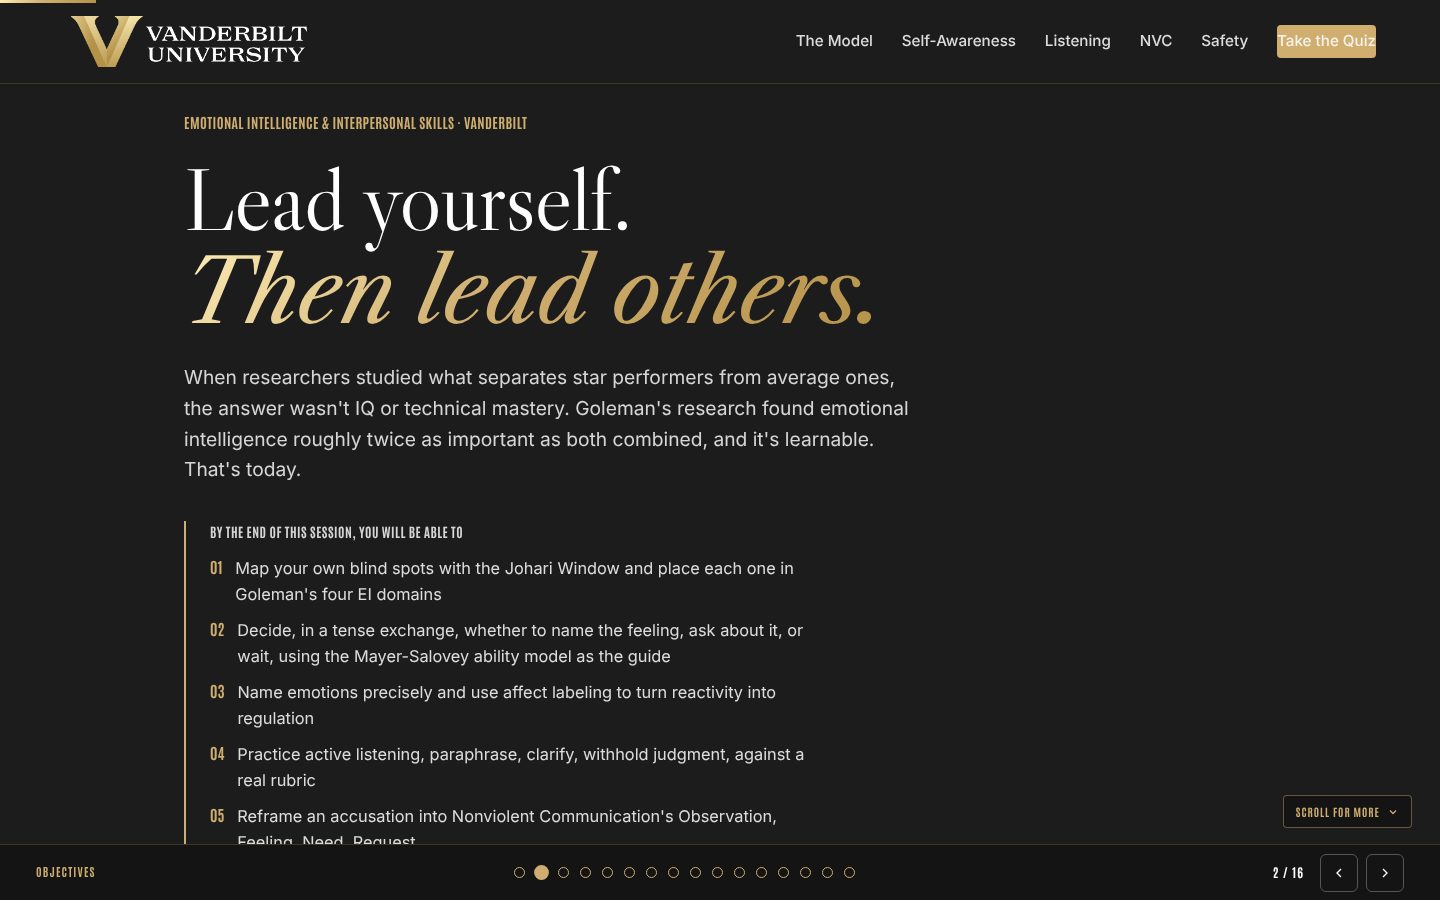 VANDERBILT
UNIVERSITY
The Model
Self-Awareness
Listening
NVC
Safety
Take the Quiz
EMOTIONAL INTELLIGENCE & INTERPERSONAL SKILLS · VANDERBILT
Lead yourself.
Then lead others.
When researchers studied what separates star performers from average ones,
the answer wasn't IQ or technical mastery. Goleman's research found emotional
intelligence roughly twice as important as both combined, and it's learnable.
That's today.
BY THE END OF THIS SESSION, YOU WILL BE ABLE TO
01 Map your own blind spots with the Johari Window and place each one in
Goleman's four EI domains
02 Decide, in a tense exchange, whether to name the feeling, ask about it, or
wait, using the Mayer-Salovey ability model as the guide
03 Name emotions precisely and use affect labeling to turn reactivity into
regulation
04 Practice active listening, paraphrase, clarify, withhold judgment, against a
real rubric
05 Reframe an accusation into Nonviolent Communication's Observation,
Feeling, Need, Request
SCROLL FOR MORE
OBJECTIVES
2 / 16